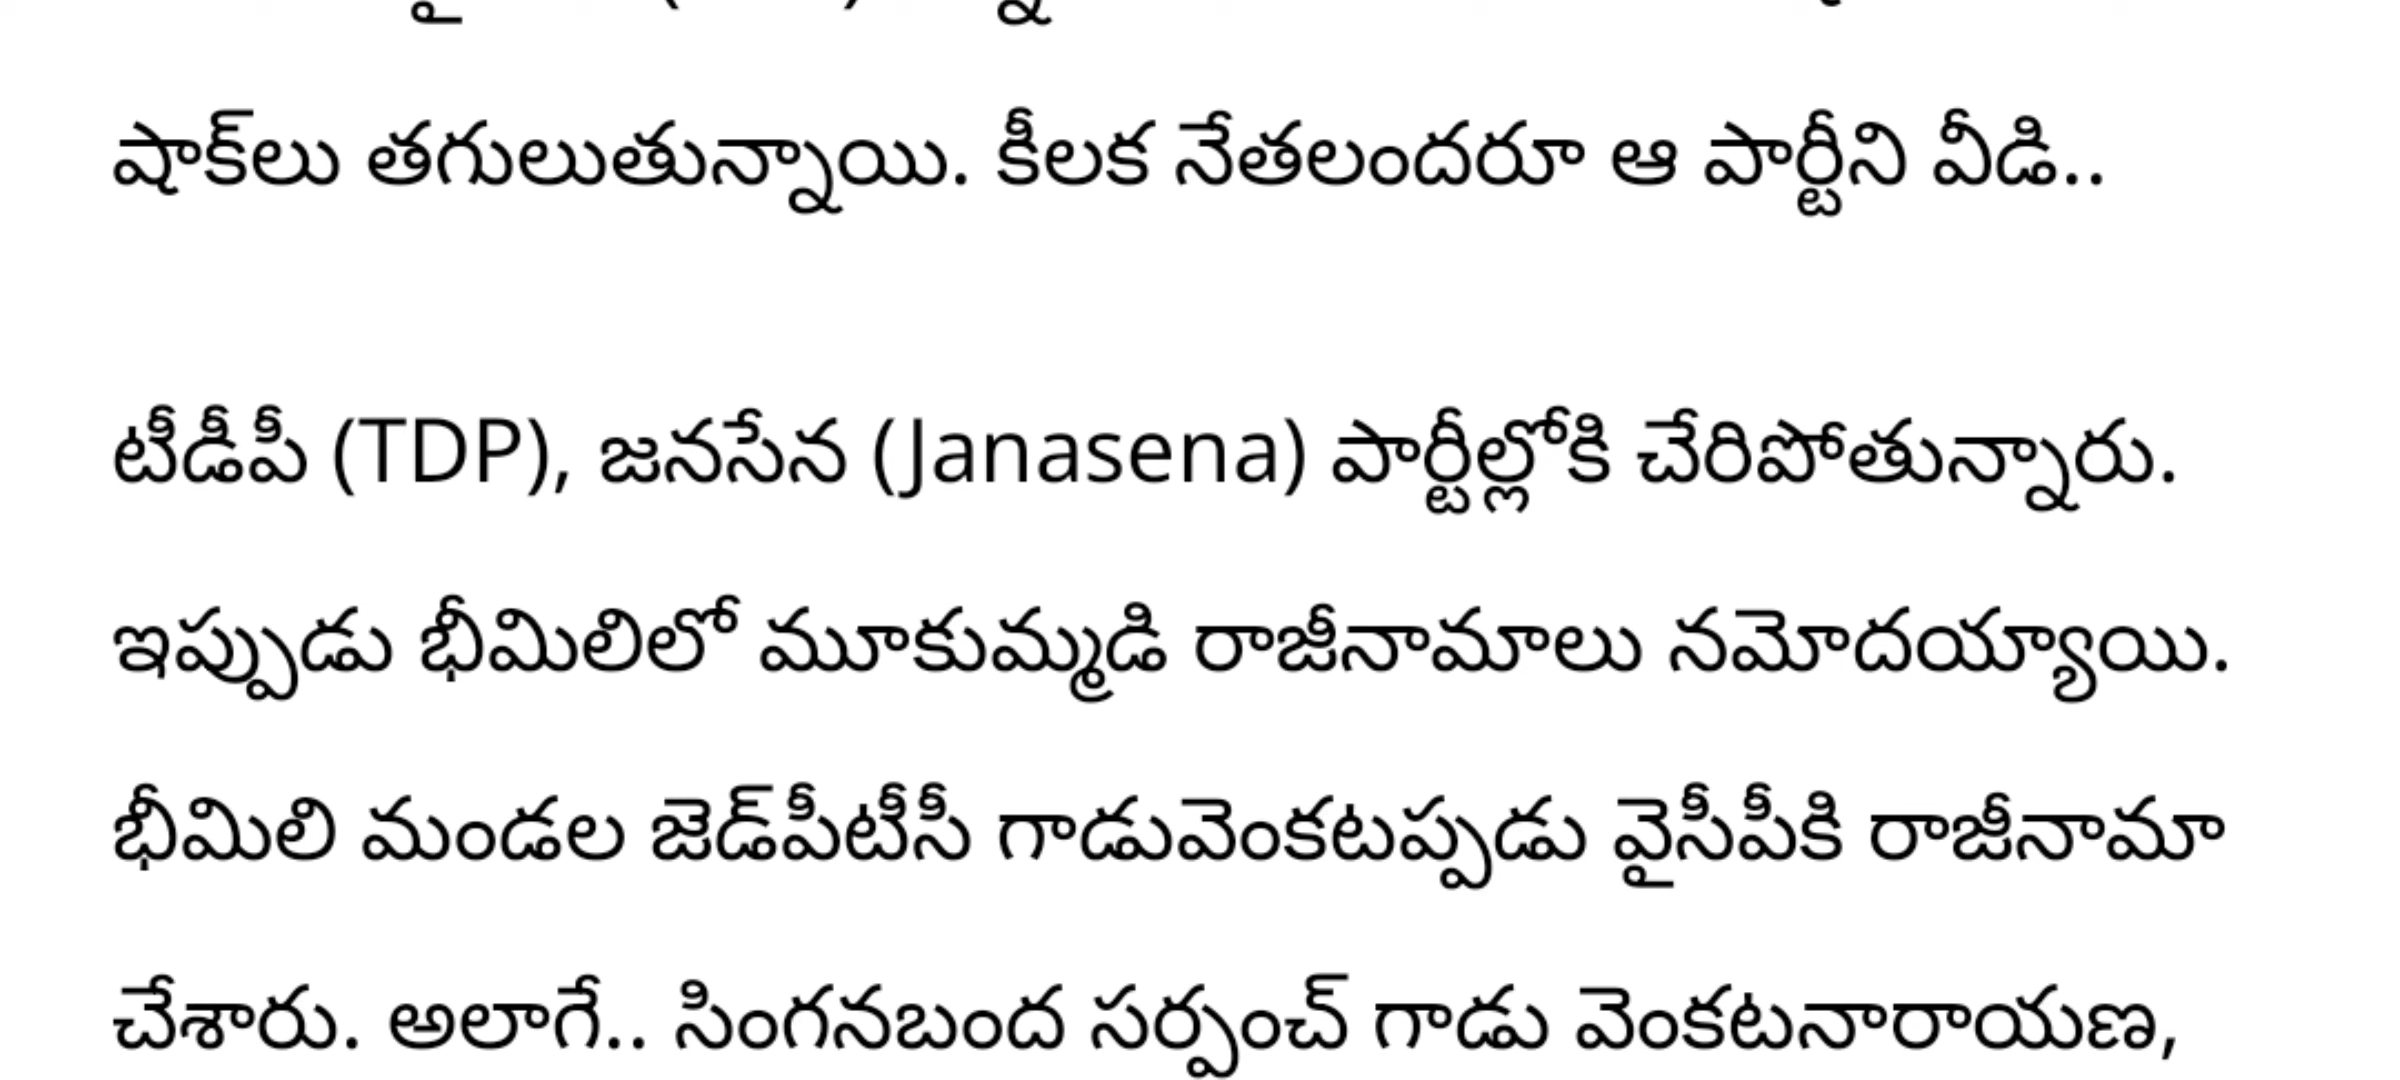 షాక్‌లు తగులుతున్నాయి. కీలక నేతలందరూ ఆ పార్టీని వీడి..
టీడీపీ (TDP), జనసేన (Janasena) పార్టీల్లోకి చేరిపోతున్నారు.
ఇప్పుడు భీమిలిలో మూకుమ్మడి రాజీనామాలు నమోదయ్యాయి.
భీమిలి మండల జెడ్‌పీటీసీ గాడువెంకటప్పడు వైసీపీకి రాజీనామా
చేశారు. అలాగే.. సింగనబంద సర్పంచ్ గాడు వెంకటనారాయణ,